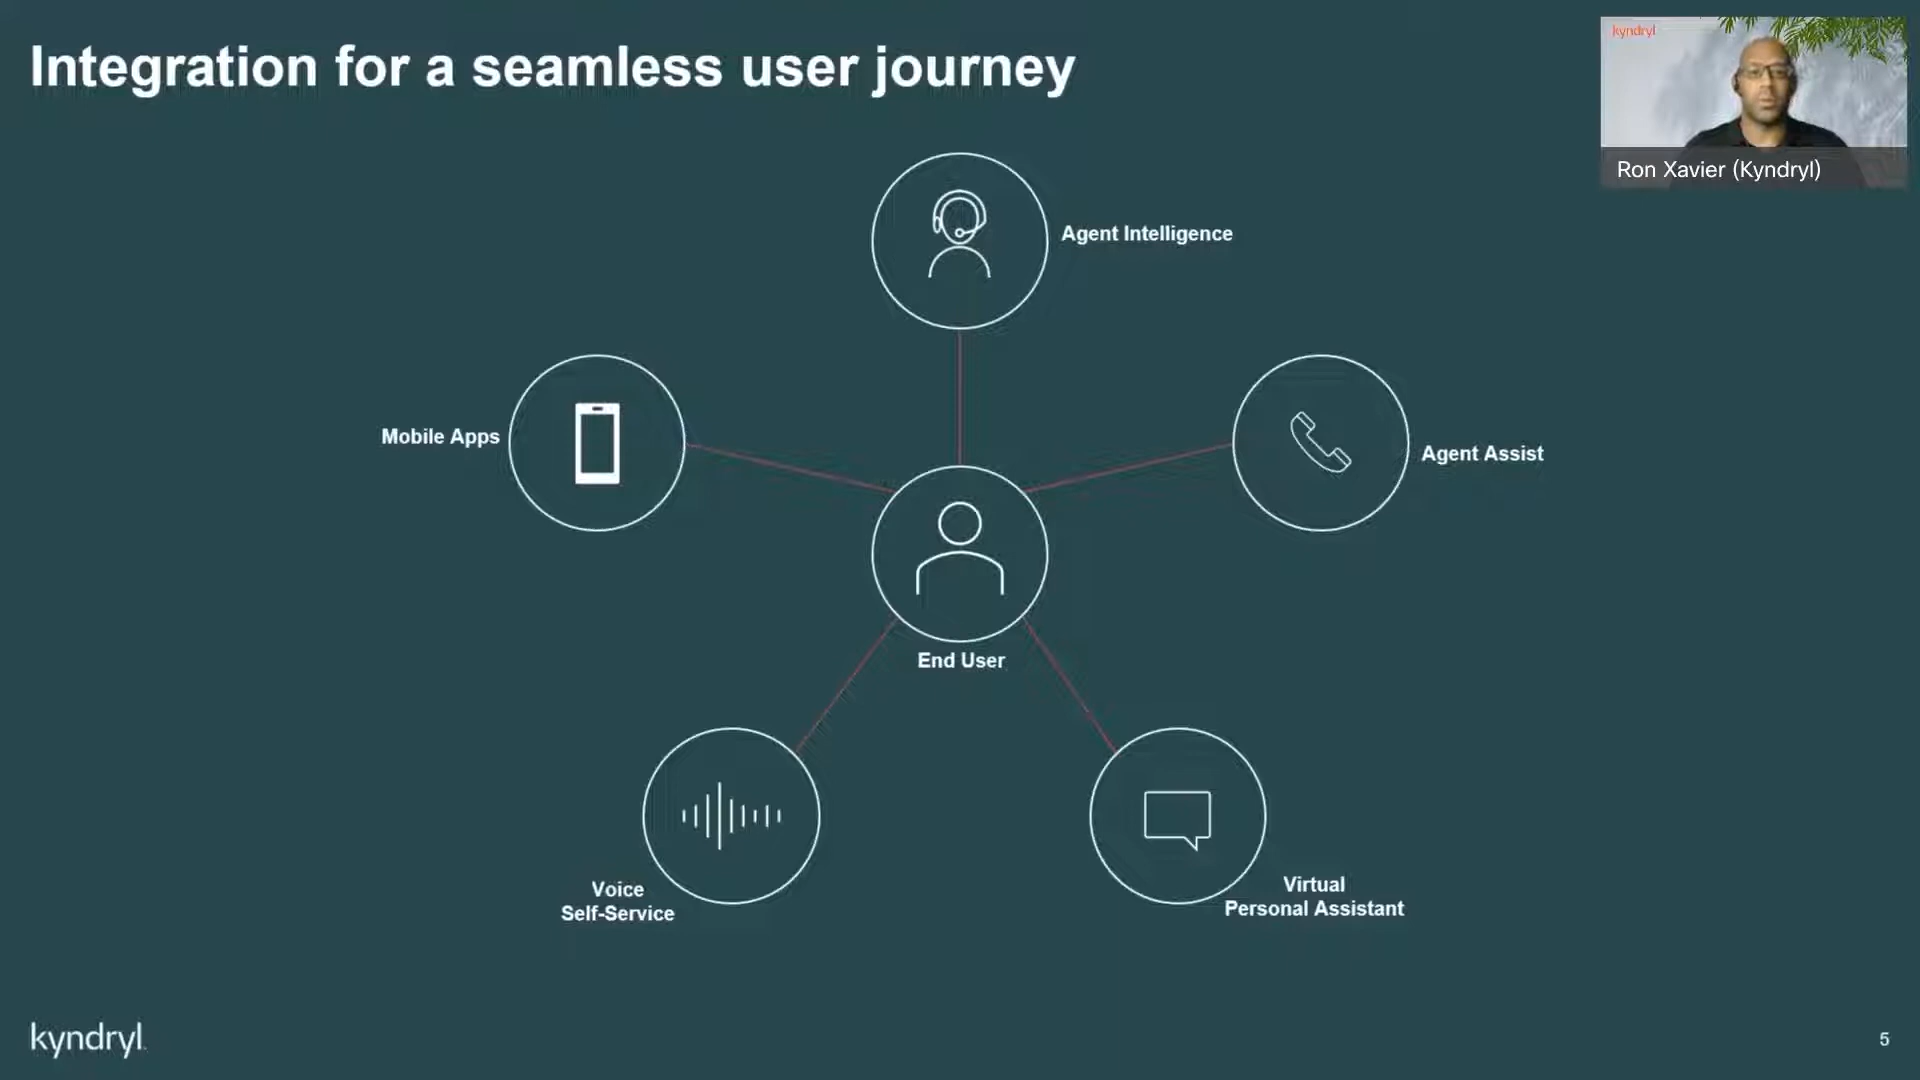 Integration for a seamless user journey
kyndryl
Ron Xavier (Kyndryl)
Agent Intelligence
Mobile Apps
Agent Assist
End User
Voice
Self-Service
Virtual
Personal Assistant
kyndryl
5